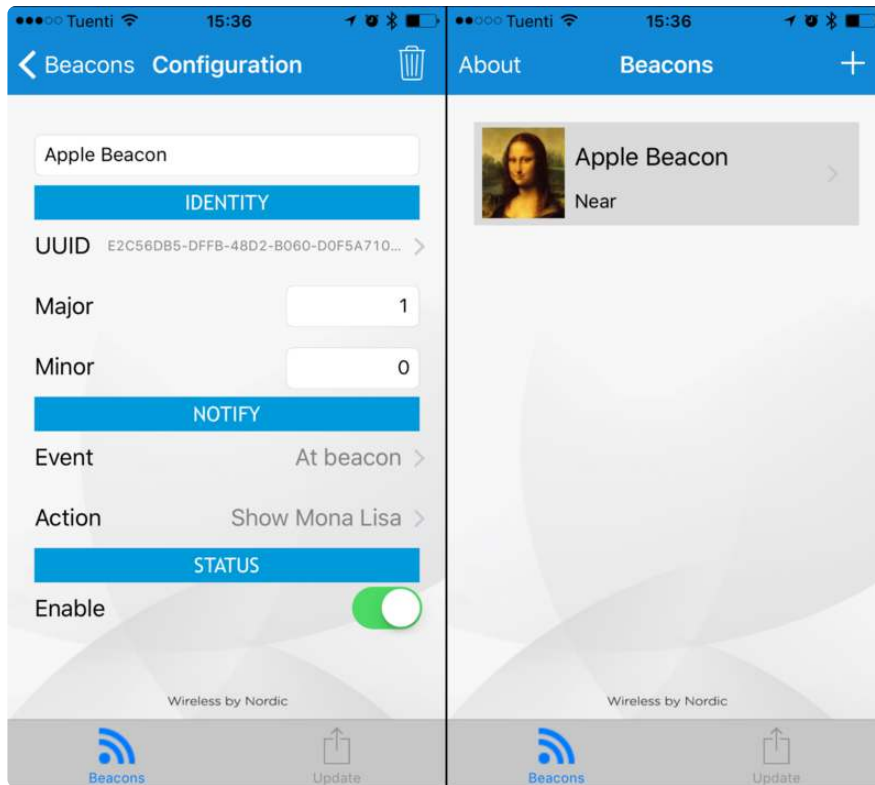 Tuenti 15:36
Beacons Configuration
Apple Beacon
IDENTITY
UUID E2C56DB5-DFFB-48D2-B060-D0F5A710...
Major 1
Minor 0
NOTIFY
Event At beacon
Action Show Mona Lisa
STATUS
Enable
Wireless by Nordic
Beacons Update
Tuenti 15:36
About Beacons +
Apple Beacon
Near
Wireless by Nordic
Beacons Update